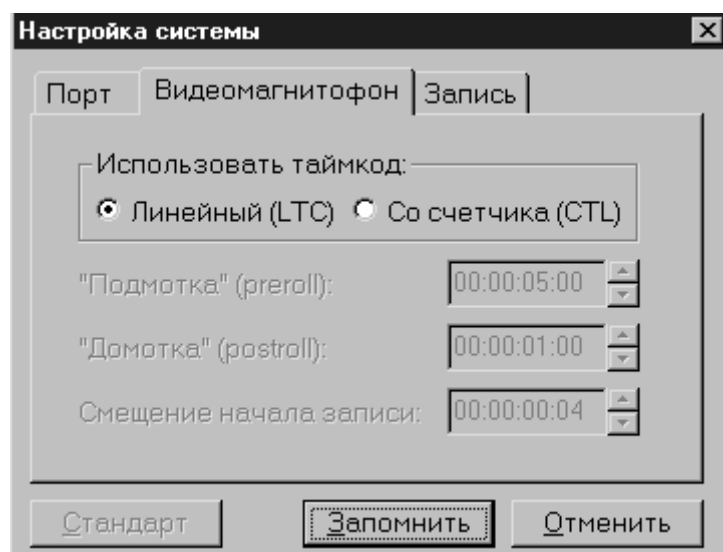 Настройка системы
Порт Видеомагнитофон Запись
Использовать таймкод:
Линейный (LTC) Со счетчика (CTL)
"Подмотка" (preroll): 00:00:05:00
"Домотка" (postroll): 00:00:01:00
Смещение начала записи: 00:00:00:04
Стандарт Запомнить Отменить